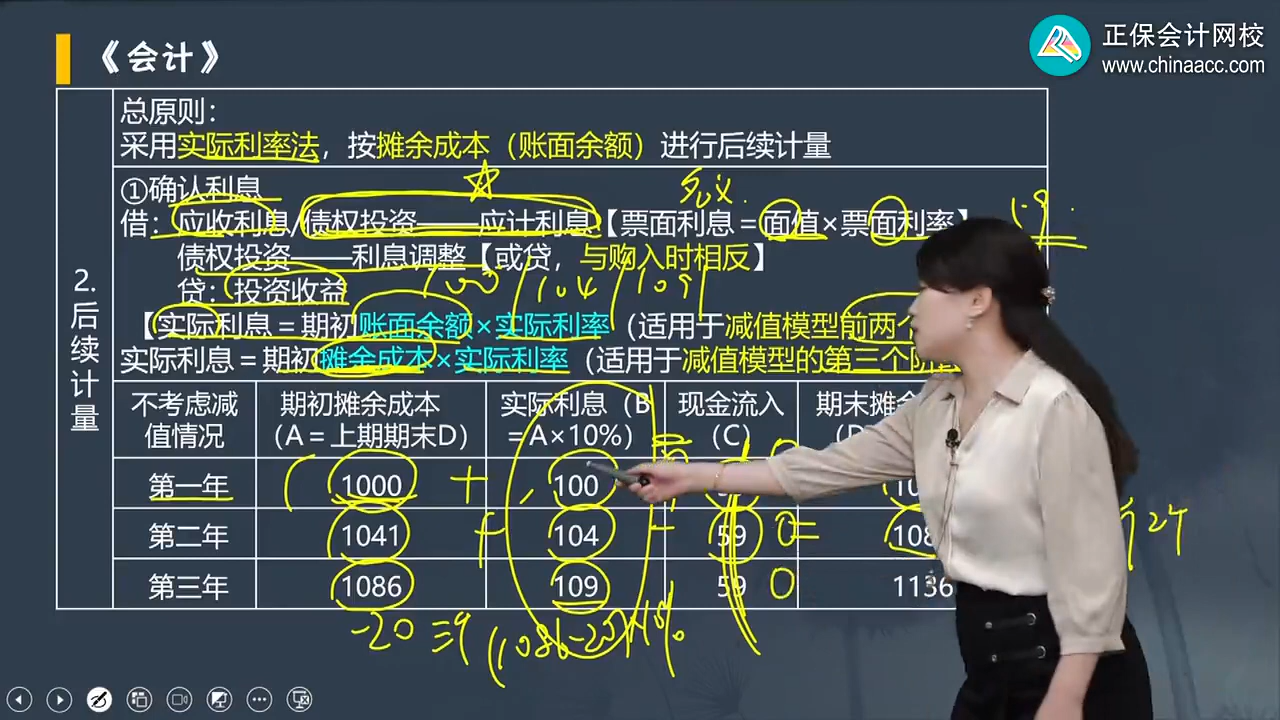 《会计》
正保会计网校
www.chinaacc.com
2.后续计量
总原则：
采用实际利率法，按摊余成本（账面余额）进行后续计量
①确认利息
借：应收利息/债权投资——应计利息【票面利息＝面值×票面利率】
债权投资——利息调整【或贷，与购入时相反】
贷：投资收益
【实际利息＝期初账面余额×实际利率（适用于减值模型前两个
实际利息＝期初摊余成本×实际利率（适用于减值模型的第三个阶
不考虑减值情况
期初摊余成本（A＝上期期末D）
实际利息（B＝A×10%）
现金流入（C）
期末摊
第一年 1000 + 100
第二年 1041 104 - 59 0 =
第三年 1086 109 59 0 1136
名义
100 / 104 / 109
-20
(1086-20)×10%